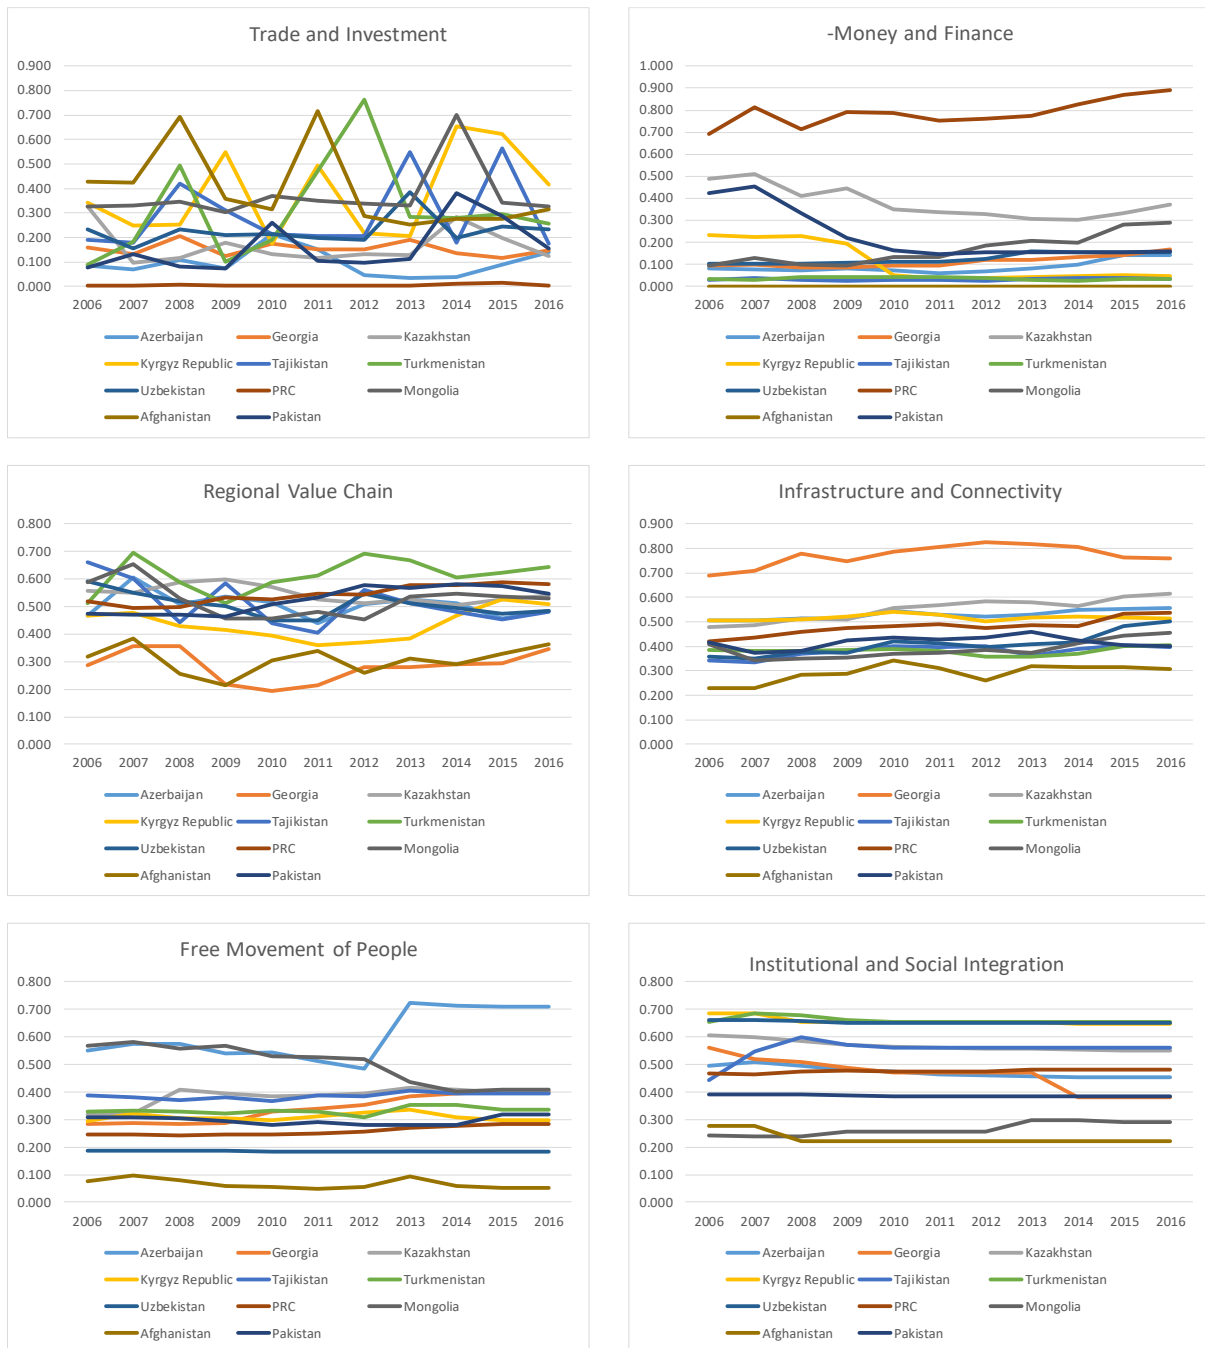 Trade and Investment
0.900
0.800
0.700
0.600
0.500
0.400
0.300
0.200
0.100
0.000
2006 2007 2008 2009 2010 2011 2012 2013 2014 2015 2016
Azerbaijan Georgia Kazakhstan
Kyrgyz Republic Tajikistan Turkmenistan
Uzbekistan PRC Mongolia
Afghanistan Pakistan
-Money and Finance
1.000
0.900
0.800
0.700
0.600
0.500
0.400
0.300
0.200
0.100
0.000
2006 2007 2008 2009 2010 2011 2012 2013 2014 2015 2016
Azerbaijan Georgia Kazakhstan
Kyrgyz Republic Tajikistan Turkmenistan
Uzbekistan PRC Mongolia
Afghanistan Pakistan
Regional Value Chain
0.800
0.700
0.600
0.500
0.400
0.300
0.200
0.100
0.000
2006 2007 2008 2009 2010 2011 2012 2013 2014 2015 2016
Azerbaijan Georgia Kazakhstan
Kyrgyz Republic Tajikistan Turkmenistan
Uzbekistan PRC Mongolia
Afghanistan Pakistan
Infrastructure and Connectivity
0.900
0.800
0.700
0.600
0.500
0.400
0.300
0.200
0.100
0.000
2006 2007 2008 2009 2010 2011 2012 2013 2014 2015 2016
Azerbaijan Georgia Kazakhstan
Kyrgyz Republic Tajikistan Turkmenistan
Uzbekistan PRC Mongolia
Afghanistan Pakistan
Free Movement of People
0.800
0.700
0.600
0.500
0.400
0.300
0.200
0.100
0.000
2006 2007 2008 2009 2010 2011 2012 2013 2014 2015 2016
Azerbaijan Georgia Kazakhstan
Kyrgyz Republic Tajikistan Turkmenistan
Uzbekistan PRC Mongolia
Afghanistan Pakistan
Institutional and Social Integration
0.800
0.700
0.600
0.500
0.400
0.300
0.200
0.100
0.000
2006 2007 2008 2009 2010 2011 2012 2013 2014 2015 2016
Azerbaijan Georgia Kazakhstan
Kyrgyz Republic Tajikistan Turkmenistan
Uzbekistan PRC Mongolia
Afghanistan Pakistan